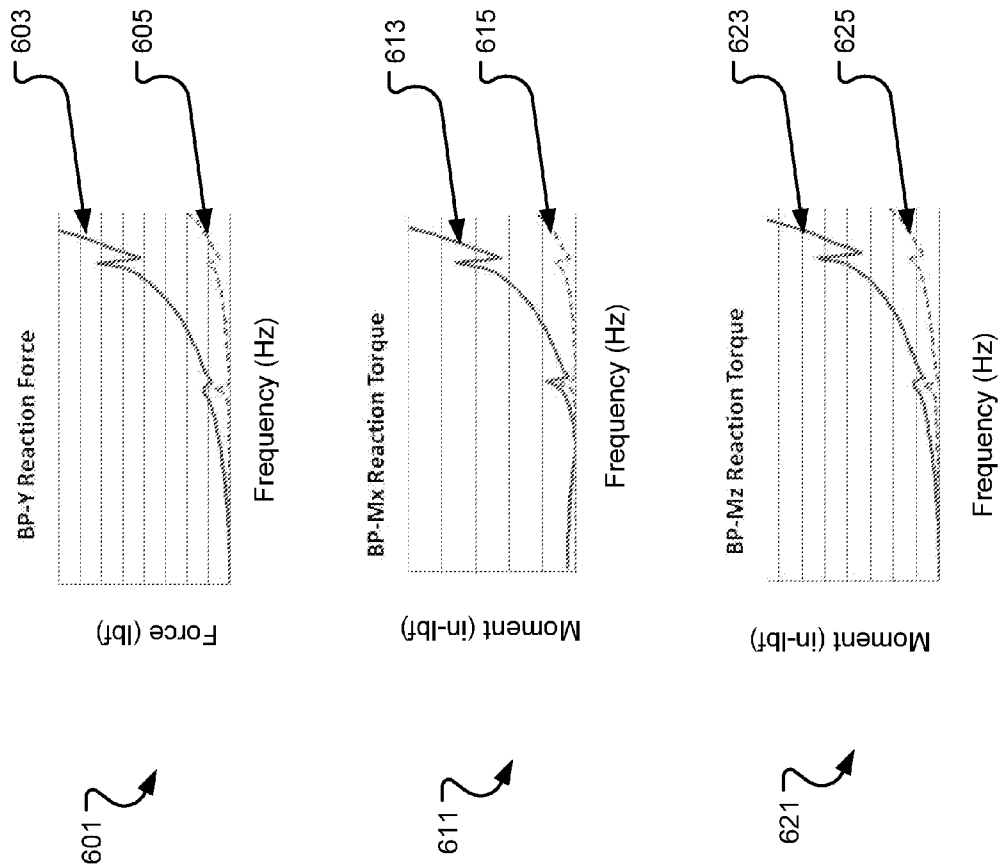 601
BP-Y Reaction Force
Force (lbf)
Frequency (Hz)
603
605
611
BP-Mx Reaction Torque
Moment (in-lbf)
Frequency (Hz)
613
615
621
BP-Mz Reaction Torque
Moment (in-lbf)
Frequency (Hz)
623
625